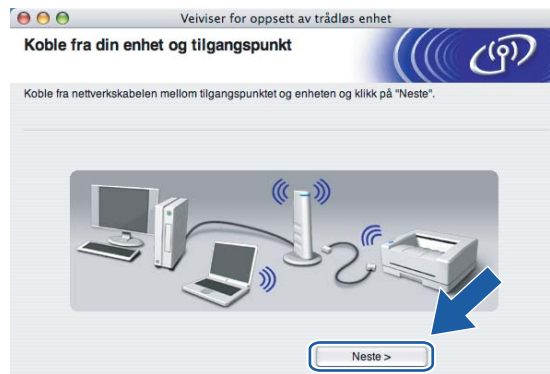 Veiviser for oppsett av trådløs enhet
Koble fra din enhet og tilgangspunkt
Koble fra nettverkskabelen mellom tilgangspunktet og enheten og klikk på "Neste".
Neste >